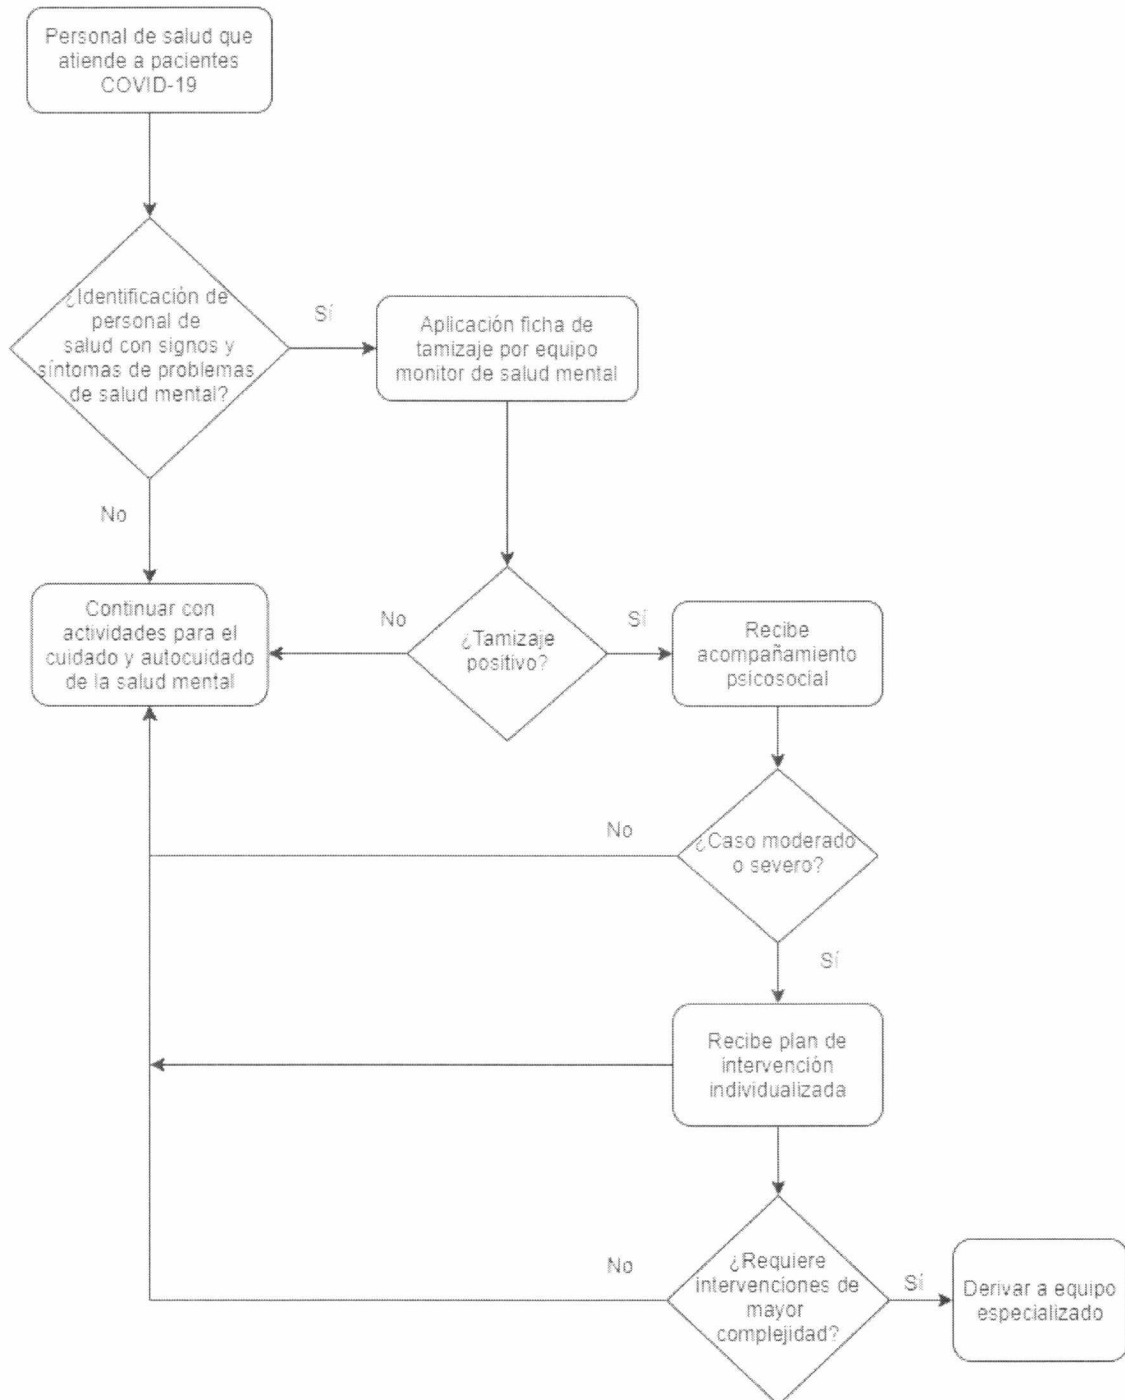 Personal de salud que
atiende a pacientes
COVID-19
¿Identificación de
personal de
salud con signos y
síntomas de problemas
de salud mental?
Sí
Aplicación ficha de
tamizaje por equipo
monitor de salud mental
No
Continuar con
actividades para el
cuidado y autocuidado
de la salud mental
No
¿Tamizaje
positivo?
Sí
Recibe
acompañamiento
psicosocial
No
¿Caso moderado
o severo?
Sí
Recibe plan de
intervención
individualizada
No
¿Requiere
intervenciones de
mayor
complejidad?
Sí
Derivar a equipo
especializado